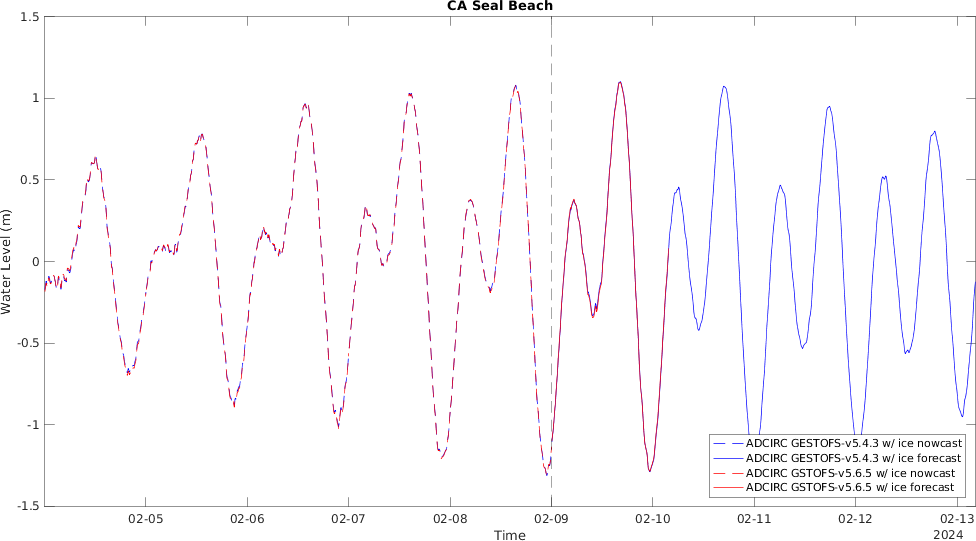 CA Seal Beach
1.5
1
0.5
0
-0.5
-1
-1.5
Water Level (m)
ADCIRC GESTOFS-v5.4.3 w/ ice nowcast
ADCIRC GESTOFS-v5.4.3 w/ ice forecast
ADCIRC GSTOFS-v5.6.5 w/ ice nowcast
ADCIRC GSTOFS-v5.6.5 w/ ice forecast
02-05 02-06 02-07 02-08 02-09 02-10 02-11 02-12 02-13
Time
2024